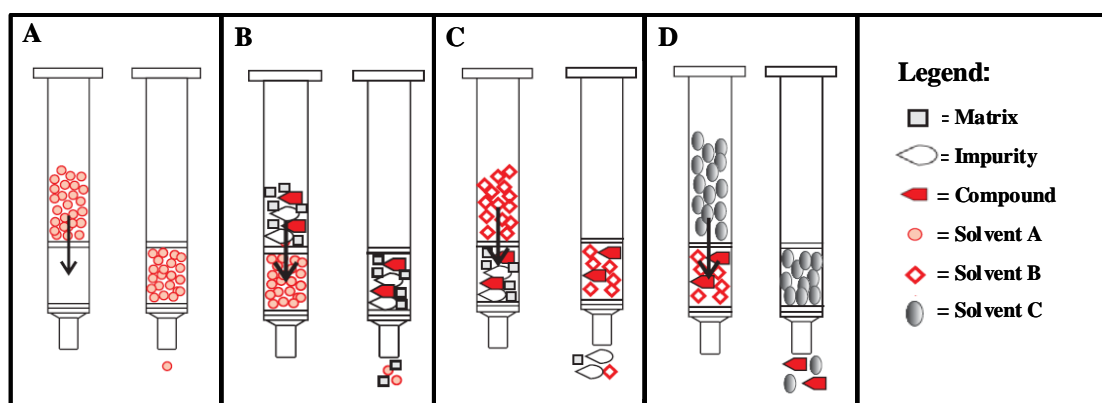 A
B
C
D
Legend:
= Matrix
= Impurity
= Compound
= Solvent A
= Solvent B
= Solvent C